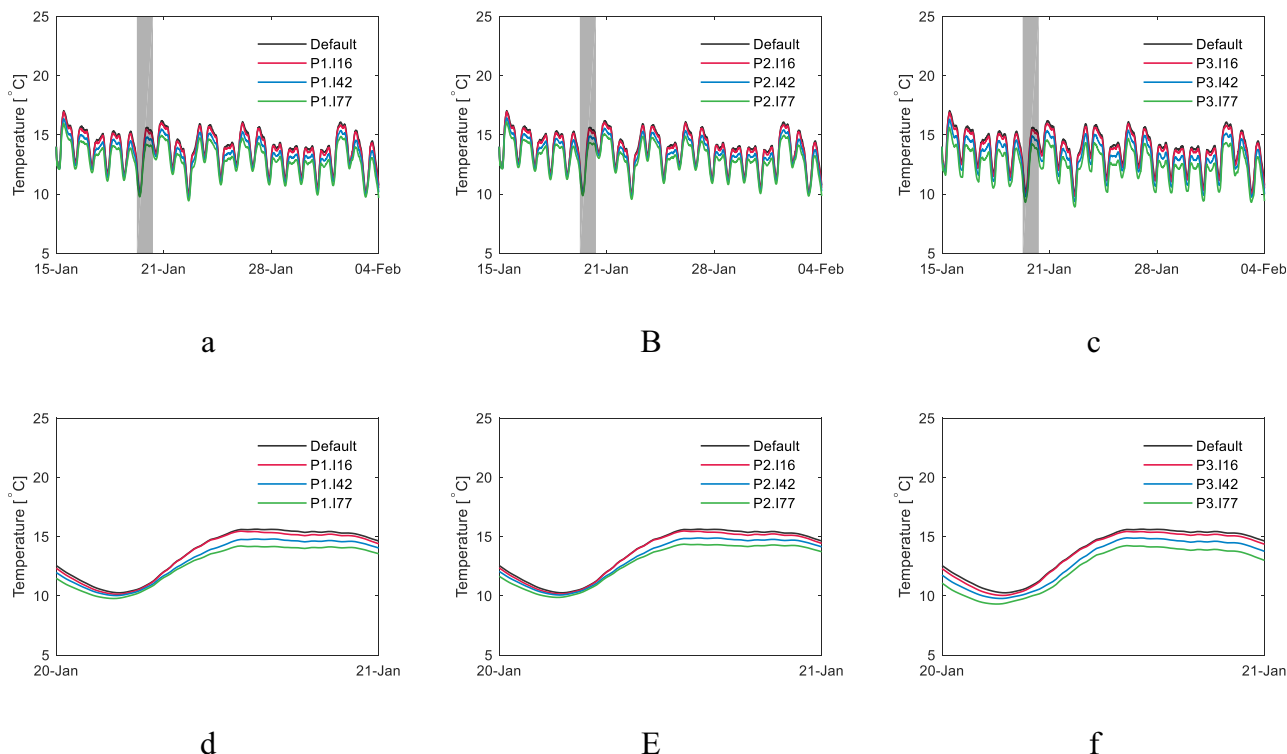 25
20
15
10
5
Temperature [ °C]
Default
P1.I16
P1.I42
P1.I77
15-Jan 21-Jan 28-Jan 04-Feb
a
25
20
15
10
5
Temperature [ °C]
Default
P2.I16
P2.I42
P2.I77
15-Jan 21-Jan 28-Jan 04-Feb
B
25
20
15
10
5
Temperature [ °C]
Default
P3.I16
P3.I42
P3.I77
15-Jan 21-Jan 28-Jan 04-Feb
c
25
20
15
10
5
Temperature [ °C]
Default
P1.I16
P1.I42
P1.I77
20-Jan 21-Jan
d
25
20
15
10
5
Temperature [ °C]
Default
P2.I16
P2.I42
P2.I77
20-Jan 21-Jan
E
25
20
15
10
5
Temperature [ °C]
Default
P3.I16
P3.I42
P3.I77
20-Jan 21-Jan
f